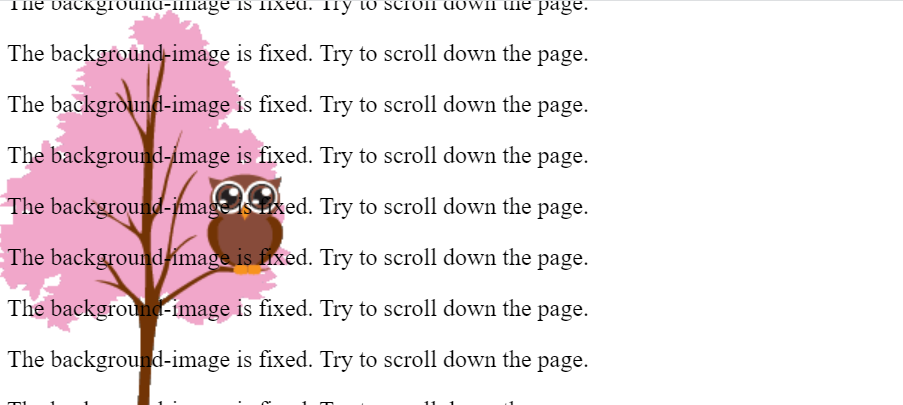 The background-image is fixed. Try to scroll down the page.
The background-image is fixed. Try to scroll down the page.
The background-image is fixed. Try to scroll down the page.
The background-image is fixed. Try to scroll down the page.
The background-image is fixed. Try to scroll down the page.
The background-image is fixed. Try to scroll down the page.
The background-image is fixed. Try to scroll down the page.
The background-image is fixed. Try to scroll down the page.